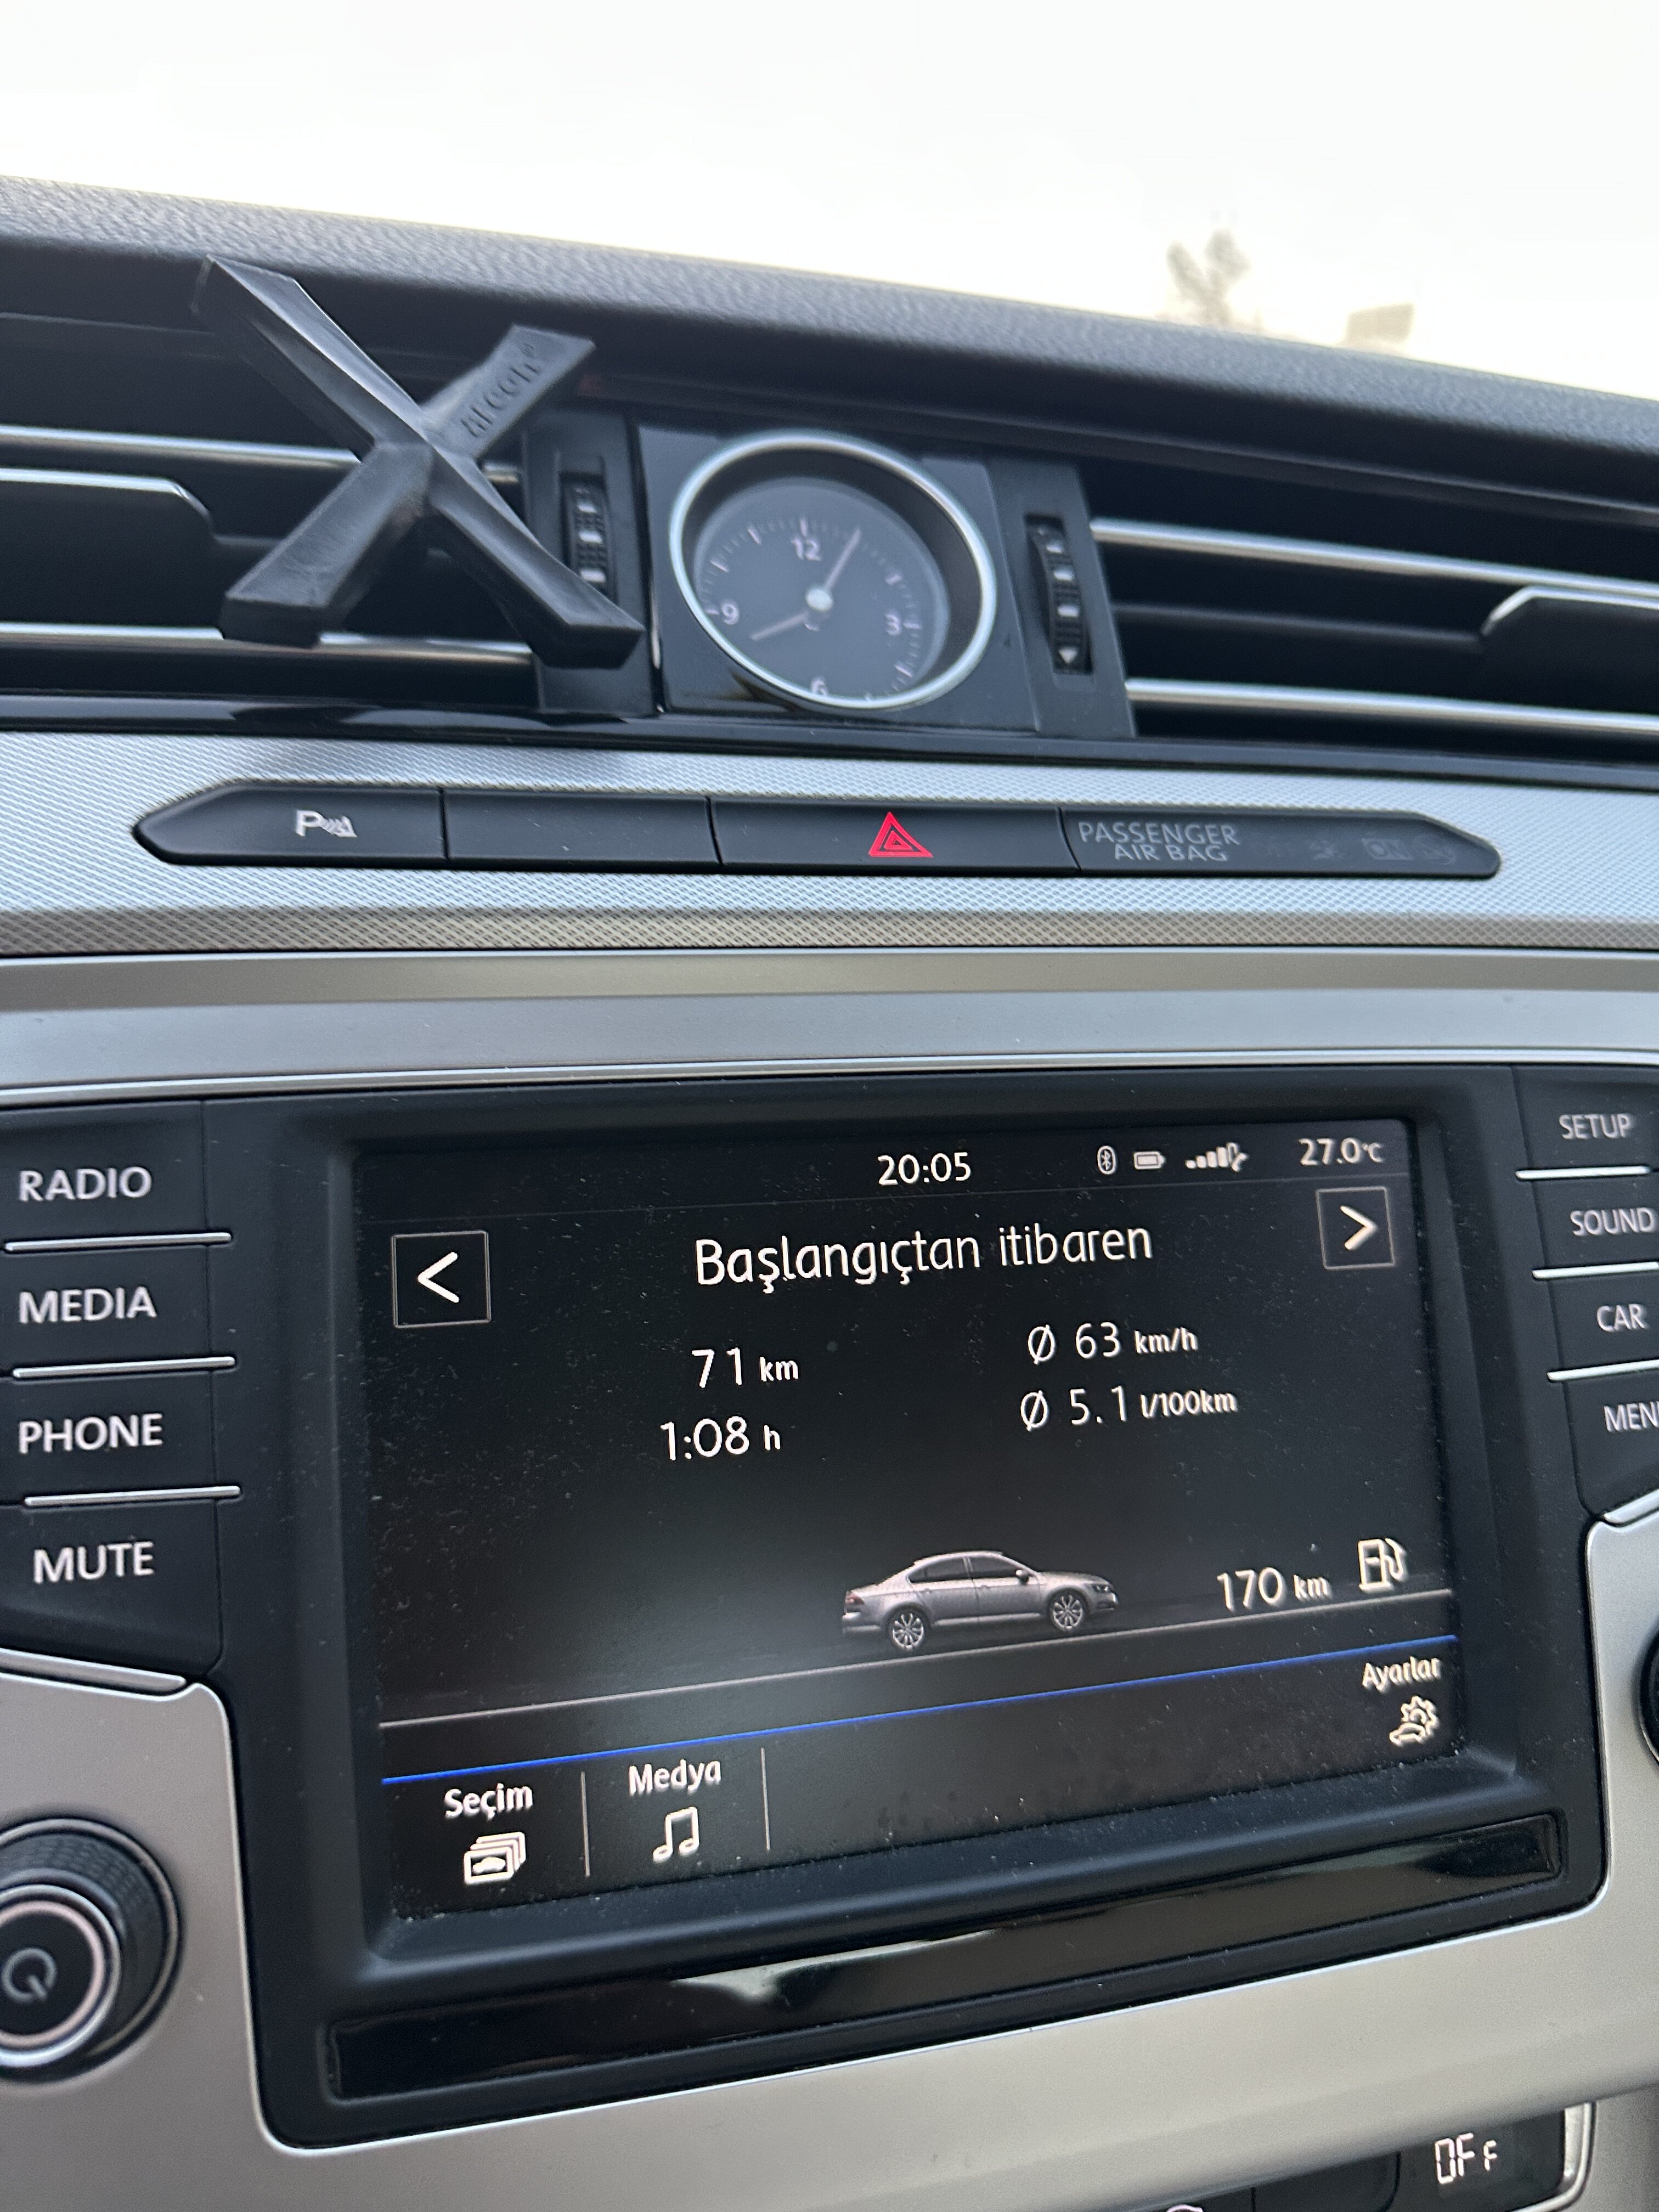 12
9
3
6
PASSENGER
AIR BAG
RADIO
MEDIA
PHONE
MUTE
SETUP
SOUND
CAR
20:05
27.0°C
<
Başlangıçtan itibaren
>
71 km
Ø 63 km/h
1:08 h
Ø 5.1 l/100km
170 km
Ayarlar
Seçim
Medya
OFF